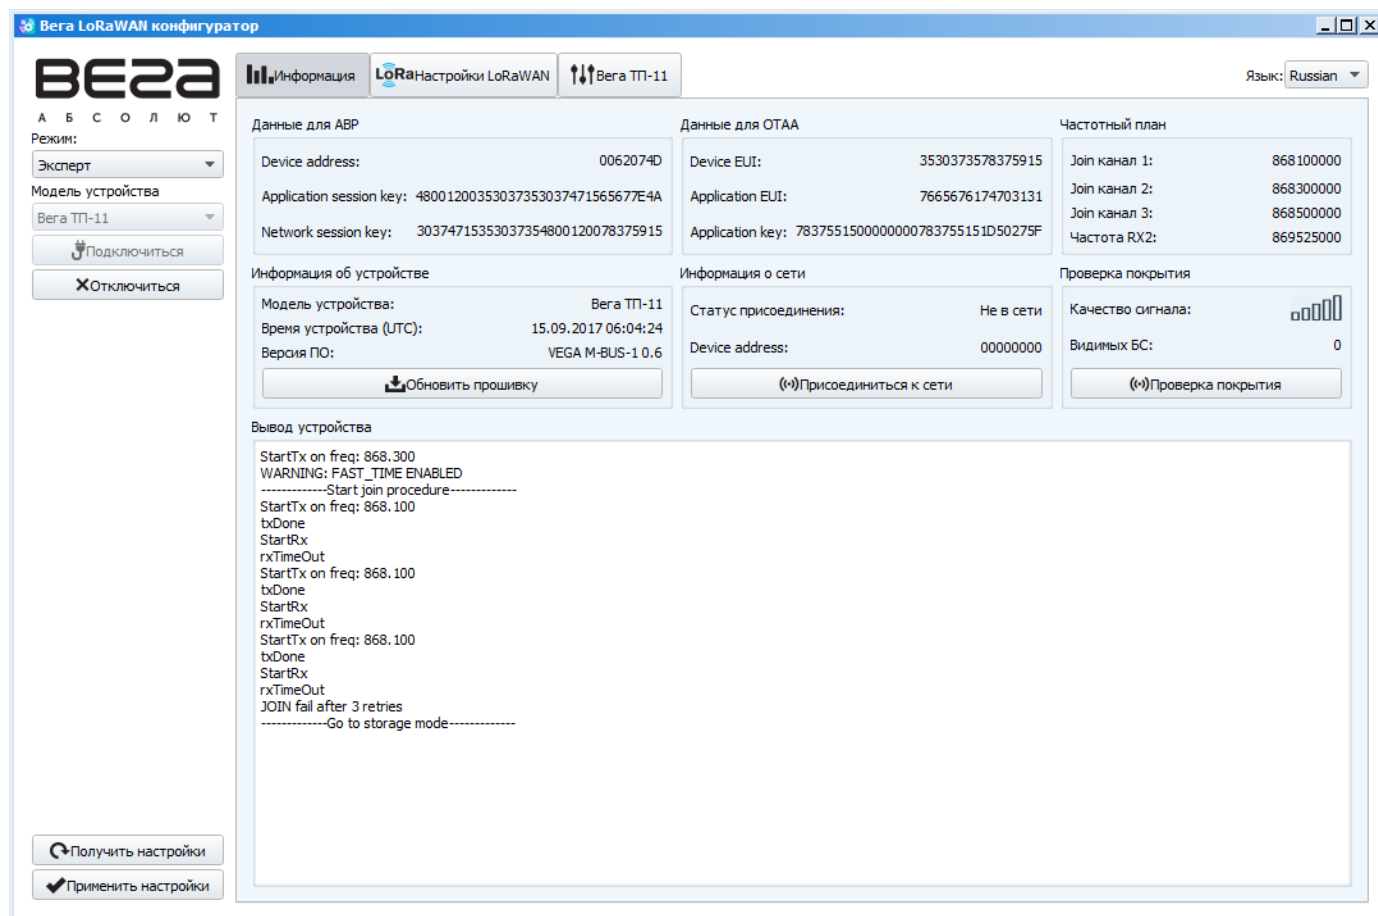 Вега LoRaWAN конфигуратор
ВЕГА
АБСОЛЮТ
Режим:
Эксперт
Модель устройства
Вега ТП-11
Подключиться
Отключиться
Информация
LoRa Настройки LoRaWAN
Вега ТП-11
Язык: Russian
Данные для ABP
Device address: 0062074D
Application session key: 4800120035303735303747156567 7E4A
Network session key: 30374715353037354800120078375915
Данные для OTAA
Device EUI: 3530373578375915
Application EUI: 7665676174703131
Application key: 7837551500000000783755151D50275F
Частотный план
Join канал 1: 868100000
Join канал 2: 868300000
Join канал 3: 868500000
Частота RX2: 869525000
Информация об устройстве
Модель устройства: Вега ТП-11
Время устройства (UTC): 15.09.2017 06:04:24
Версия ПО: VEGA M-BUS-1 0.6
Обновить прошивку
Информация о сети
Статус присоединения: Не в сети
Device address: 00000000
Присоединиться к сети
Проверка покрытия
Качество сигнала:
Видимых БС: 0
Проверка покрытия
Вывод устройства
StartTx on freq: 868.300
WARNING: FAST_TIME ENABLED
-------------Start join procedure-------------
StartTx on freq: 868.100
txDone
StartRx
rxTimeOut
StartTx on freq: 868.100
txDone
StartRx
rxTimeOut
StartTx on freq: 868.100
txDone
StartRx
rxTimeOut
JOIN fail after 3 retries
-------------Go to storage mode-------------
Получить настройки
Применить настройки